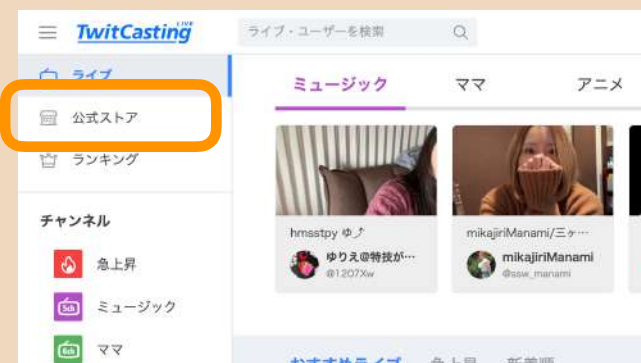 TwitCasting LIVE
ライブ・ユーザーを検索
ライブ
公式ストア
ランキング
チャンネル
急上昇
5ch ミュージック
6ch ママ
ミュージック ママ アニメ
hmsstpy ゆ⤴
ゆりえ@特技が…
@1207Xw
mikajiriManami/三ヶ…
mikajiriManami
@ssw_manami
おすすめライブ 急上昇 新着順